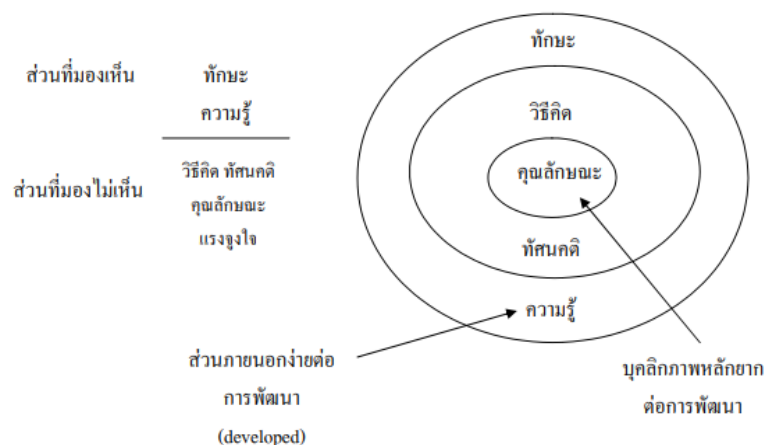 ส่วนที่มองเห็น
ทักษะ
ความรู้
ส่วนที่มองไม่เห็น
วิธีคิด ทัศนคติ
คุณลักษณะ
แรงจูงใจ
ทักษะ
วิธีคิด
คุณลักษณะ
ทัศนคติ
ความรู้
ส่วนภายนอกง่ายต่อ
การพัฒนา
(developed)
บุคลิกภาพหลักยาก
ต่อการพัฒนา